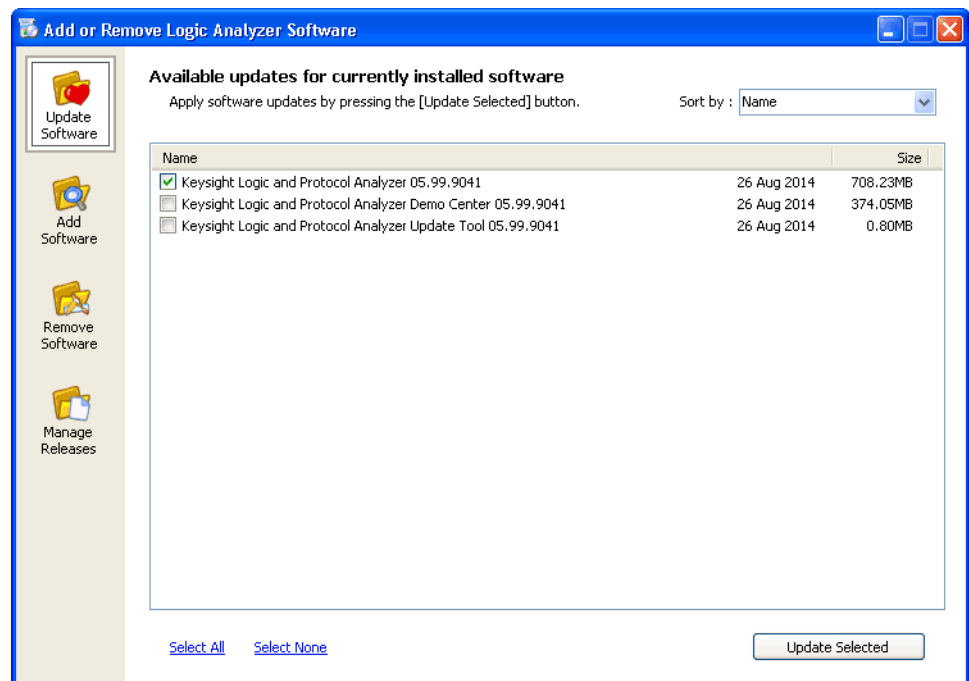 Add or Remove Logic Analyzer Software
Update
Software
Add
Software
Remove
Software
Manage
Releases
Available updates for currently installed software
Apply software updates by pressing the [Update Selected] button.
Sort by : Name
Name Size
Keysight Logic and Protocol Analyzer 05.99.9041 26 Aug 2014 708.23MB
Keysight Logic and Protocol Analyzer Demo Center 05.99.9041 26 Aug 2014 374.05MB
Keysight Logic and Protocol Analyzer Update Tool 05.99.9041 26 Aug 2014 0.80MB
Select All Select None Update Selected